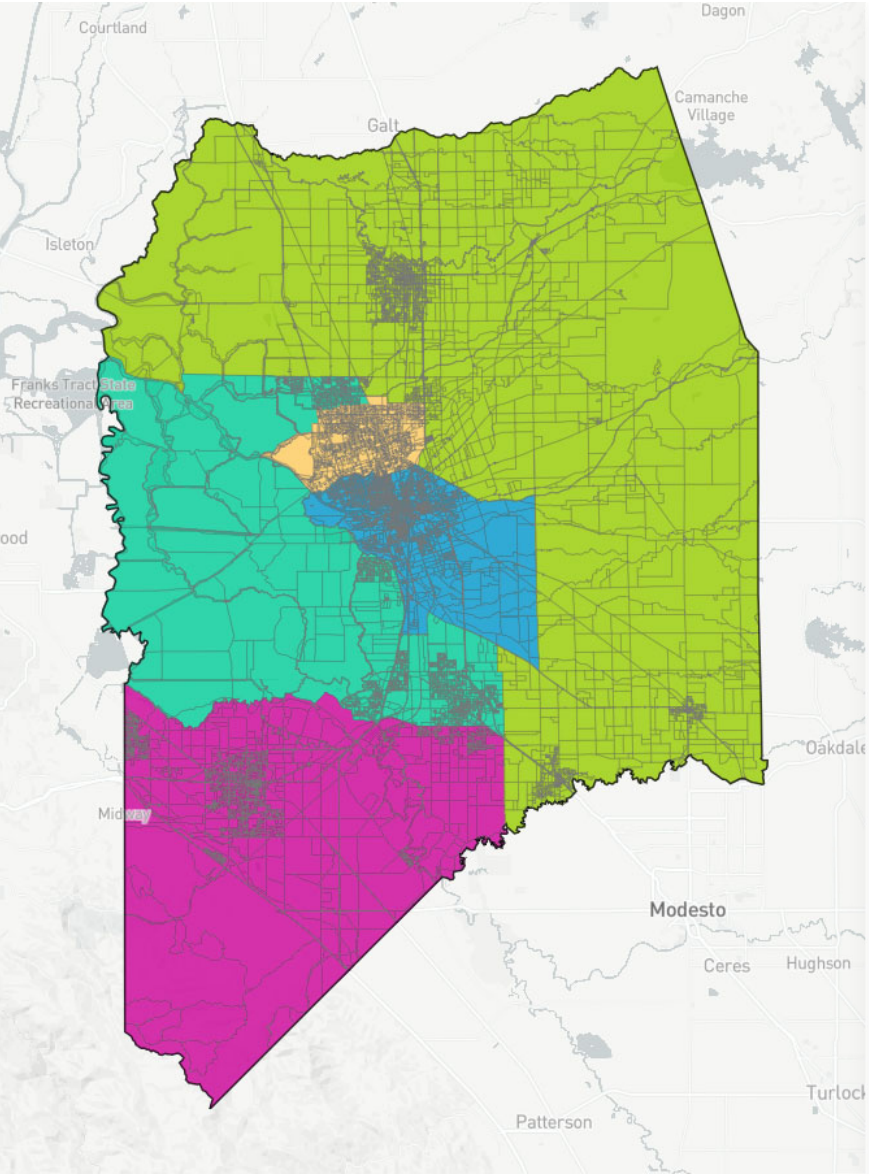 Dagon
Courtland
Camanche
Village
Galt
Isleton
Franks Tract State
Recreational Area
ood
Oakdale
Midway
Modesto
Ceres
Hughson
Turlock
Patterson